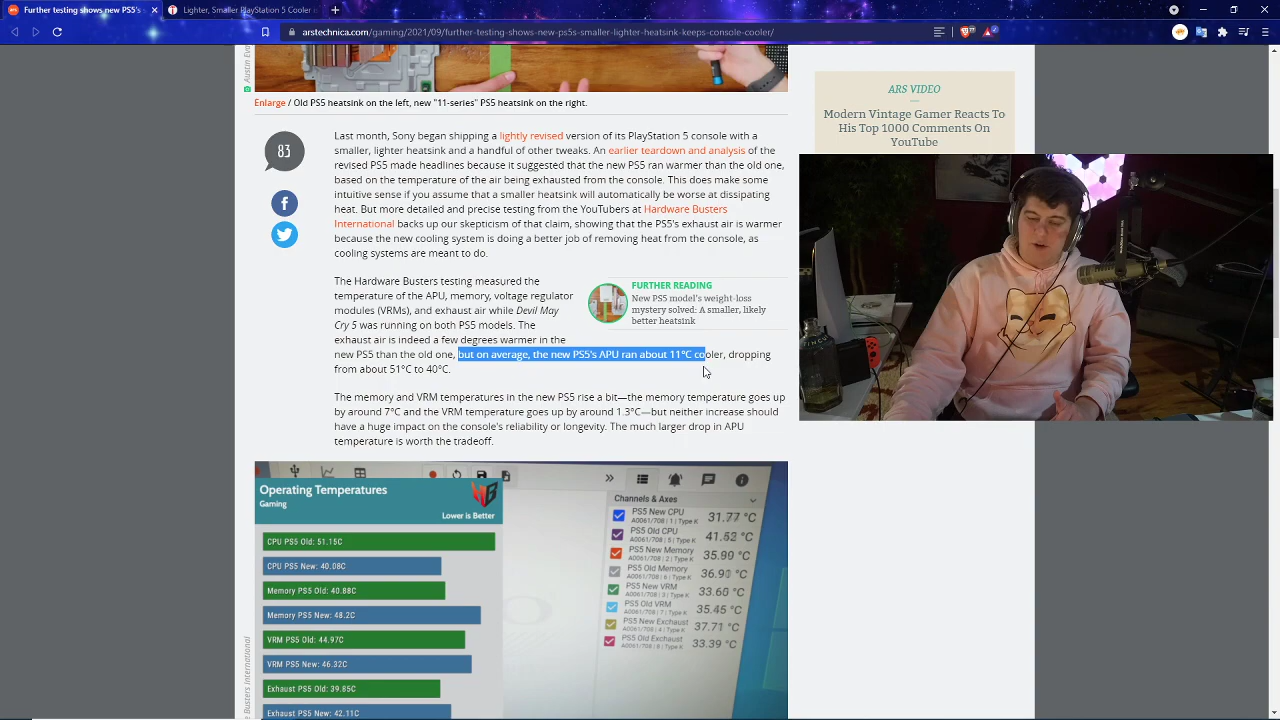 Further testing shows new PS5's
Lighter, Smaller PlayStation 5 Cooler i
arstechnica.com/gaming/2021/09/further-testing-shows-new-ps5s-smaller-lighter-heatsink-keeps-console-cooler/
Enlarge / Old PS5 heatsink on the left, new "11-series" PS5 heatsink on the right.
83
Last month, Sony began shipping a lightly revised version of its PlayStation 5 console with a
smaller, lighter heatsink and a handful of other tweaks. An earlier teardown and analysis of the
revised PS5 made headlines because it suggested that the new PS5 ran warmer than the old one,
based on the temperature of the air being exhausted from the console. This does make some
intuitive sense if you assume that a smaller heatsink will automatically be worse at dissipating
heat. But more detailed and precise testing from the YouTubers at Hardware Busters
International backs up our skepticism of that claim, showing that the PS5's exhaust air is warmer
because the new cooling system is doing a better job of removing heat from the console, as
cooling systems are meant to do.
The Hardware Busters testing measured the
temperature of the APU, memory, voltage regulator
modules (VRMs), and exhaust air while Devil May
Cry 5 was running on both PS5 models. The
exhaust air is indeed a few degrees warmer in the
new PS5 than the old one, but on average, the new PS5's APU ran about 11°C cooler, dropping
from about 51°C to 40°C.
FURTHER READING
New PS5 model's weight-loss
mystery solved: A smaller, likely
better heatsink
The memory and VRM temperatures in the new PS5 rise a bit—the memory temperature goes up
by around 7°C and the VRM temperature goes up by around 1.3°C—but neither increase should
have a huge impact on the console's reliability or longevity. The much larger drop in APU
temperature is worth the tradeoff.
ARS VIDEO
Modern Vintage Gamer Reacts To
His Top 1000 Comments On
YouTube
Operating Temperatures
Gaming
Lower is Better
CPU PS5 Old: 51.15C
CPU PS5 New: 40.08C
Memory PS5 Old: 40.88C
Memory PS5 New: 48.2C
VRM PS5 Old: 44.97C
VRM PS5 New: 46.32C
Exhaust PS5 Old: 39.85C
Exhaust PS5 New: 42.11C
Channels & Axes
PS5 New CPU
31.77 °C
PS5 Old CPU
41.52 °C
PS5 New Memory
35.99 °C
PS5 Old Memory
PS5 New VRM
33.60 °C
PS5 Old VRM
35.45 °C
PS5 New Exhaust
37.71 °C
PS5 Old Exhaust
33.39 °C